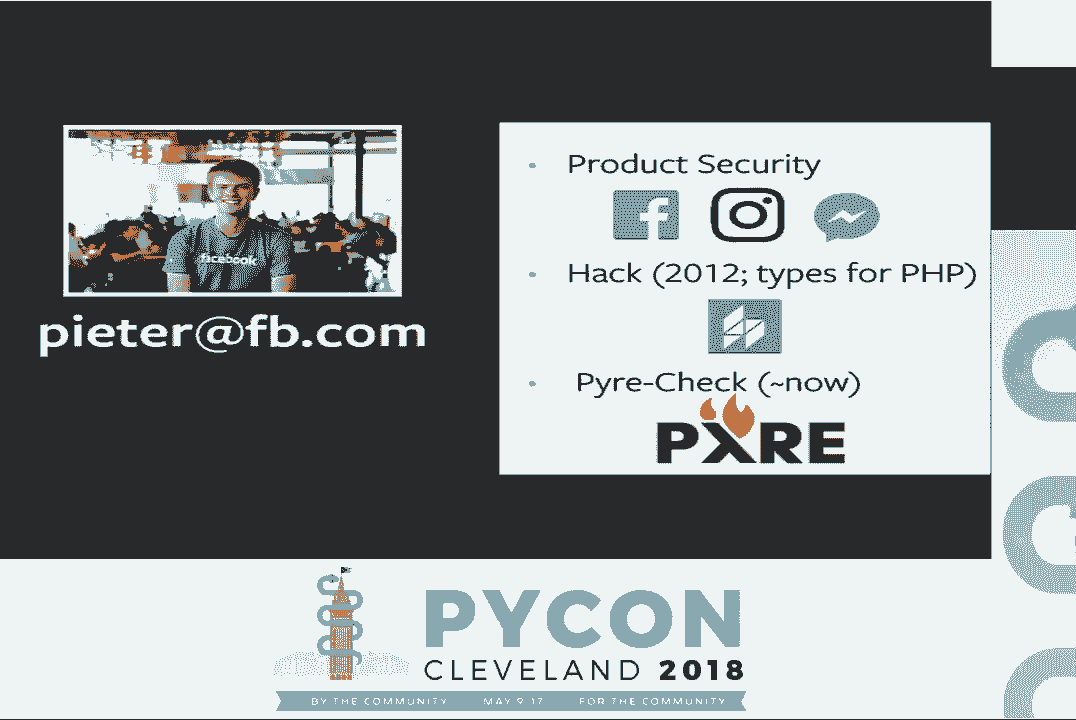 facebook
pieter@fb.com
• Product Security
• Hack (2012; types for PHP)
• Pyre-Check (~now)
PYRE
PYCON
CLEVELAND 2018
BY THE COMMUNITY MAY 9-17 FOR THE COMMUNITY